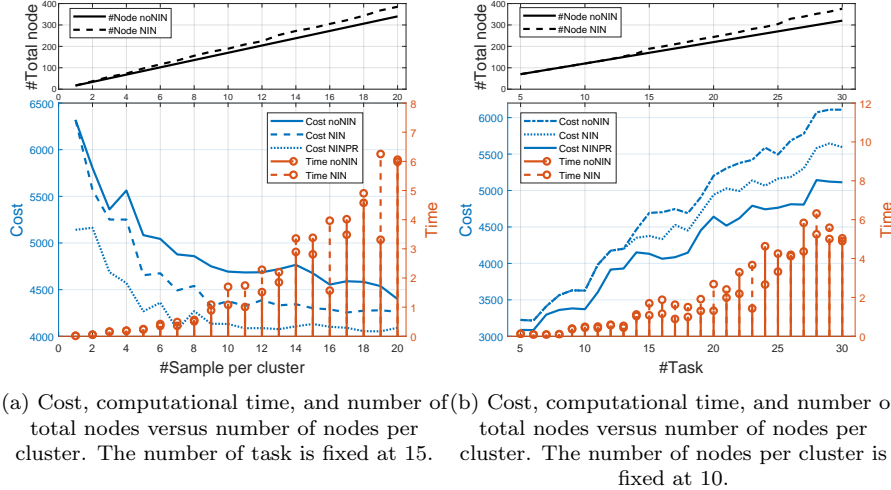 400
300
200
100
0
#Total node
#Node noNIN
#Node NIN
2 4 6 8 10 12 14 16 18 20
6500
6000
5500
5000
4500
4000
Cost
Cost noNIN
Cost NIN
Cost NINPR
Time noNIN
Time NIN
8
7
6
5
4
3
2
1
0
Time
0 2 4 6 8 10 12 14 16 18 20
#Sample per cluster
(a) Cost, computational time, and number of
total nodes versus number of nodes per
cluster. The number of task is fixed at 15.
400
300
200
100
0
#Total node
#Node noNIN
#Node NIN
5 10 15 20 25 30
6000
5500
5000
4500
4000
3500
3000
Cost
Cost noNIN
Cost NIN
Cost NINPR
Time noNIN
Time NIN
12
10
8
6
4
2
0
Time
5 10 15 20 25 30
#Task
(b) Cost, computational time, and number o
total nodes versus number of nodes per
cluster. The number of nodes per cluster is
fixed at 10.